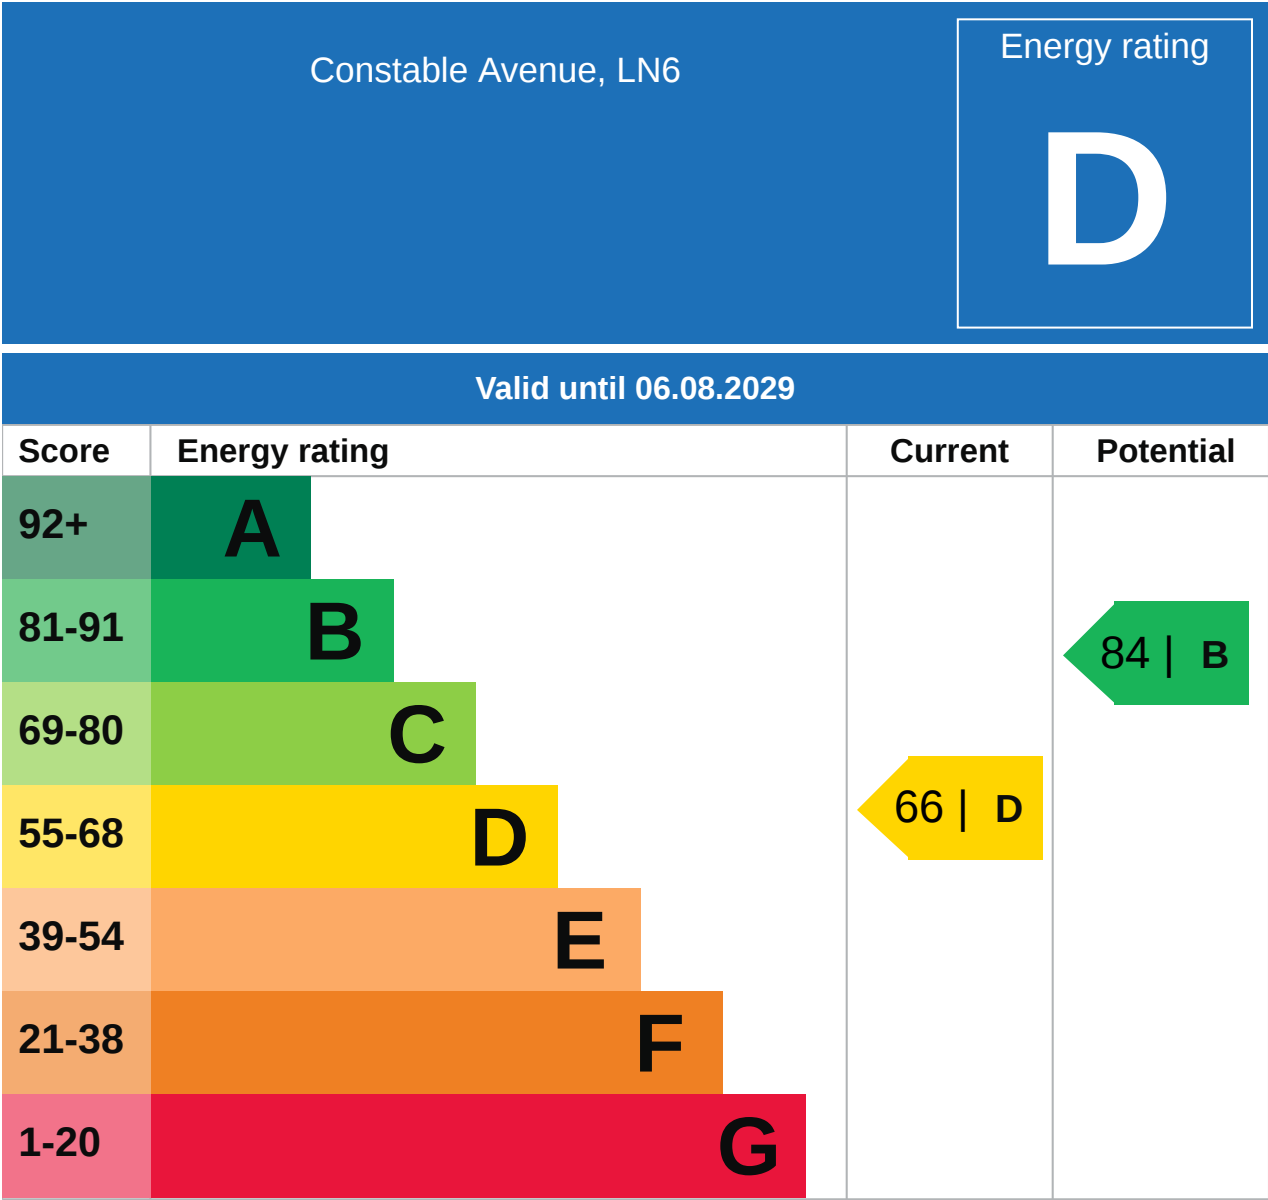 Constable Avenue, LN6
Energy rating
D
Valid until 06.08.2029
Score Energy rating Current Potential
92+ A
81-91 B
84 | B
69-80 C
55-68 D
66 | D
39-54 E
21-38 F
1-20 G